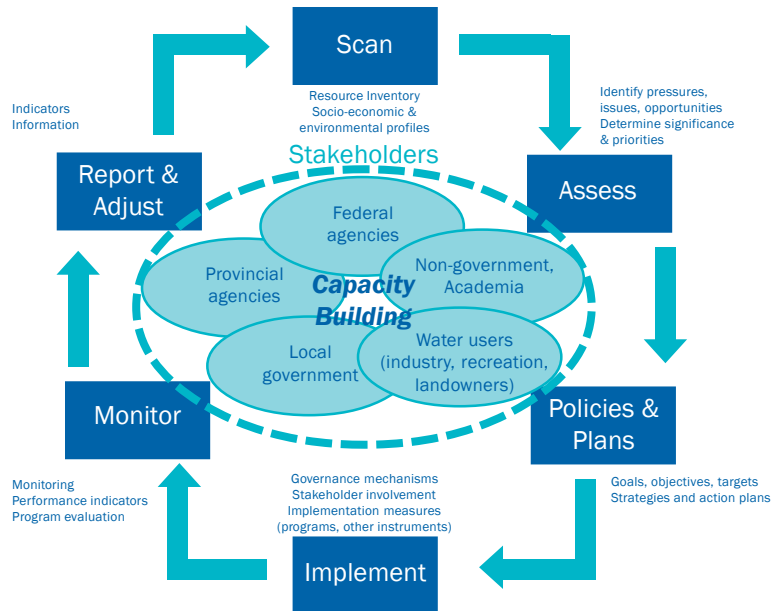 Scan
Resource Inventory
Socio-economic &
environmental profiles
Identify pressures,
issues, opportunities
Determine significance
& priorities
Assess
Policies &
Plans
Goals, objectives, targets
Strategies and action plans
Governance mechanisms
Stakeholder involvement
Implementation measures
(programs, other instruments)
Implement
Monitor
Monitoring
Performance indicators
Program evaluation
Report &
Adjust
Indicators
Information
Stakeholders
Federal
agencies
Provincial
agencies
Non-government,
Academia
Capacity
Building
Local
government
Water users
(industry, recreation,
landowners)